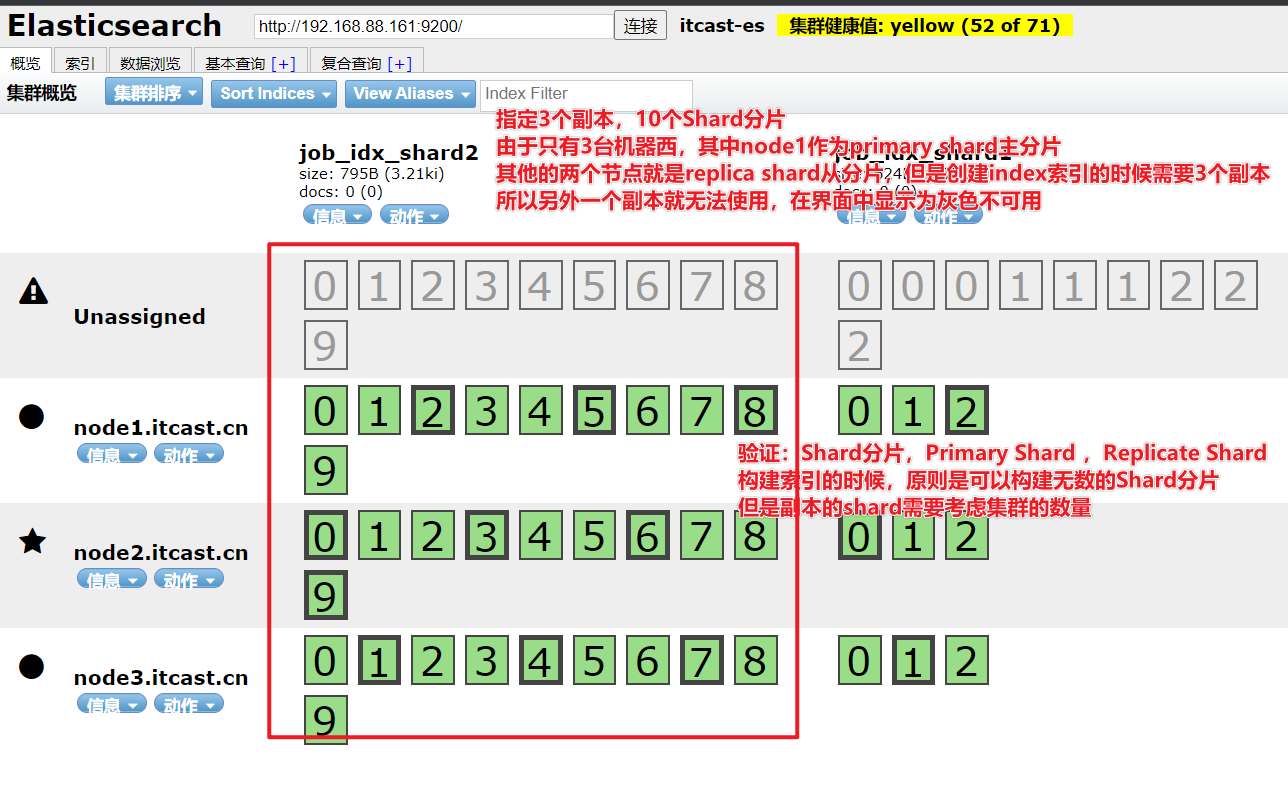 Elasticsearch http://192.168.88.161:9200/ 连接 itcast-es 集群健康值: yellow (52 of 71)
概览 索引 数据浏览 基本查询 [+] 复合查询 [+]
集群概览 集群排序 Sort Indices View Aliases Index Filter
指定3个副本，10个Shard分片
由于只有3台机器西，其中node1作为primary shard主分片
其他的两个节点就是replica shard从分片，但是创建index索引的时候需要3个副本
所以另外一个副本就无法使用，在界面中显示为灰色不可用
job_idx_shard2
size: 795B (3.21ki)
docs: 0 (0)
信息 动作
job_idx_shard1
docs: 0 (0)
信息 动作
Unassigned
0 1 2 3 4 5 6 7 8
9
0 0 0 1 1 1 2 2
2
node1.itcast.cn
信息 动作
0 1 2 3 4 5 6 7 8
9
0 1 2
验证：Shard分片，Primary Shard ，Replicate Shard
构建索引的时候，原则是可以构建无数的Shard分片
但是副本的shard需要考虑集群的数量
node2.itcast.cn
信息 动作
0 1 2 3 4 5 6 7 8
9
0 1 2
node3.itcast.cn
信息 动作
0 1 2 3 4 5 6 7 8
9
0 1 2